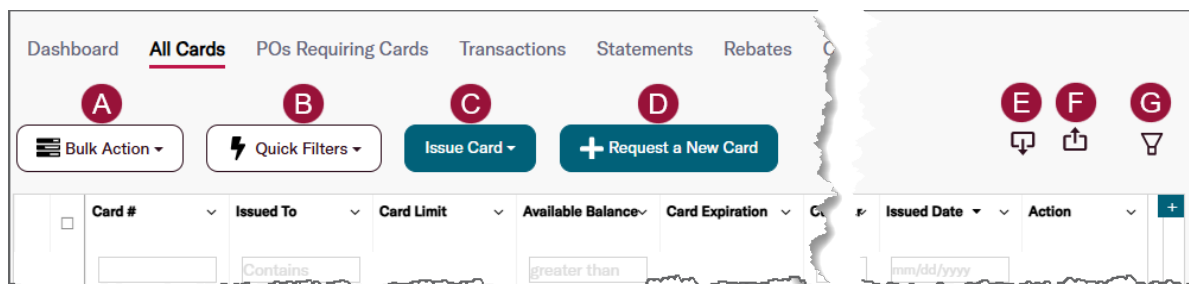 Dashboard All Cards POs Requiring Cards Transactions Statements Rebates
A B C D E F G
Bulk Action Quick Filters Issue Card Request a New Card
Card # Issued To Card Limit Available Balance Card Expiration Issued Date Action
Contains greater than mm/dd/yyyy